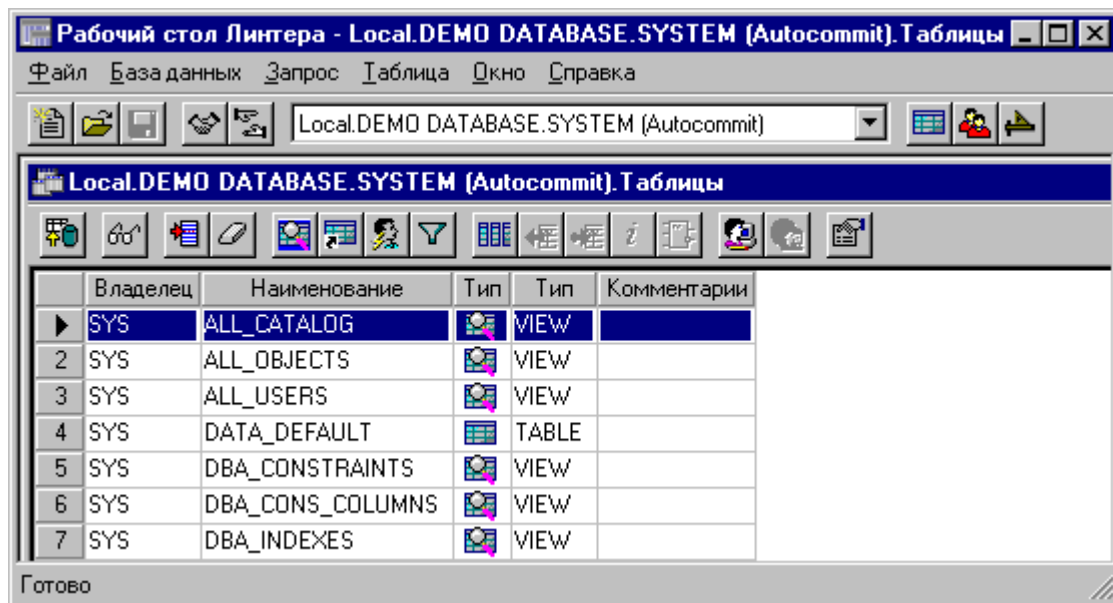 Рабочий стол Линтера - Local.DEMO DATABASE.SYSTEM (Autocommit).Таблицы
Файл База данных Запрос Таблица Окно Справка
Local.DEMO DATABASE.SYSTEM (Autocommit)
Local.DEMO DATABASE.SYSTEM (Autocommit).Таблицы
Владелец Наименование Тип Тип Комментарии
SYS ALL_CATALOG VIEW
2 SYS ALL_OBJECTS VIEW
3 SYS ALL_USERS VIEW
4 SYS DATA_DEFAULT TABLE
5 SYS DBA_CONSTRAINTS VIEW
6 SYS DBA_CONS_COLUMNS VIEW
7 SYS DBA_INDEXES VIEW
Готово